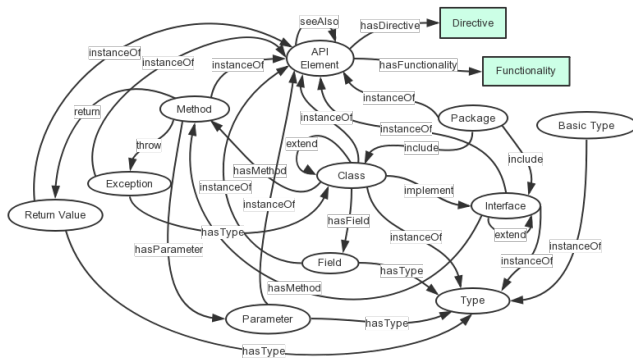 seeAlso
hasDirective
Directive
instanceOf
API
Element
instanceOf
instanceOf
hasFunctionality
Functionality
return
Method
instanceOf
Package
Basic Type
throw
extend
instanceOf
instanceOf
include
include
hasMethod
Exception
instanceOf
Class
implement
instanceOf
Return Value
hasType
hasField
Interface
extend
hasParameter
instanceOf
instanceOf
instanceOf
Field
hasType
hasMethod
Type
Parameter
hasType
hasType